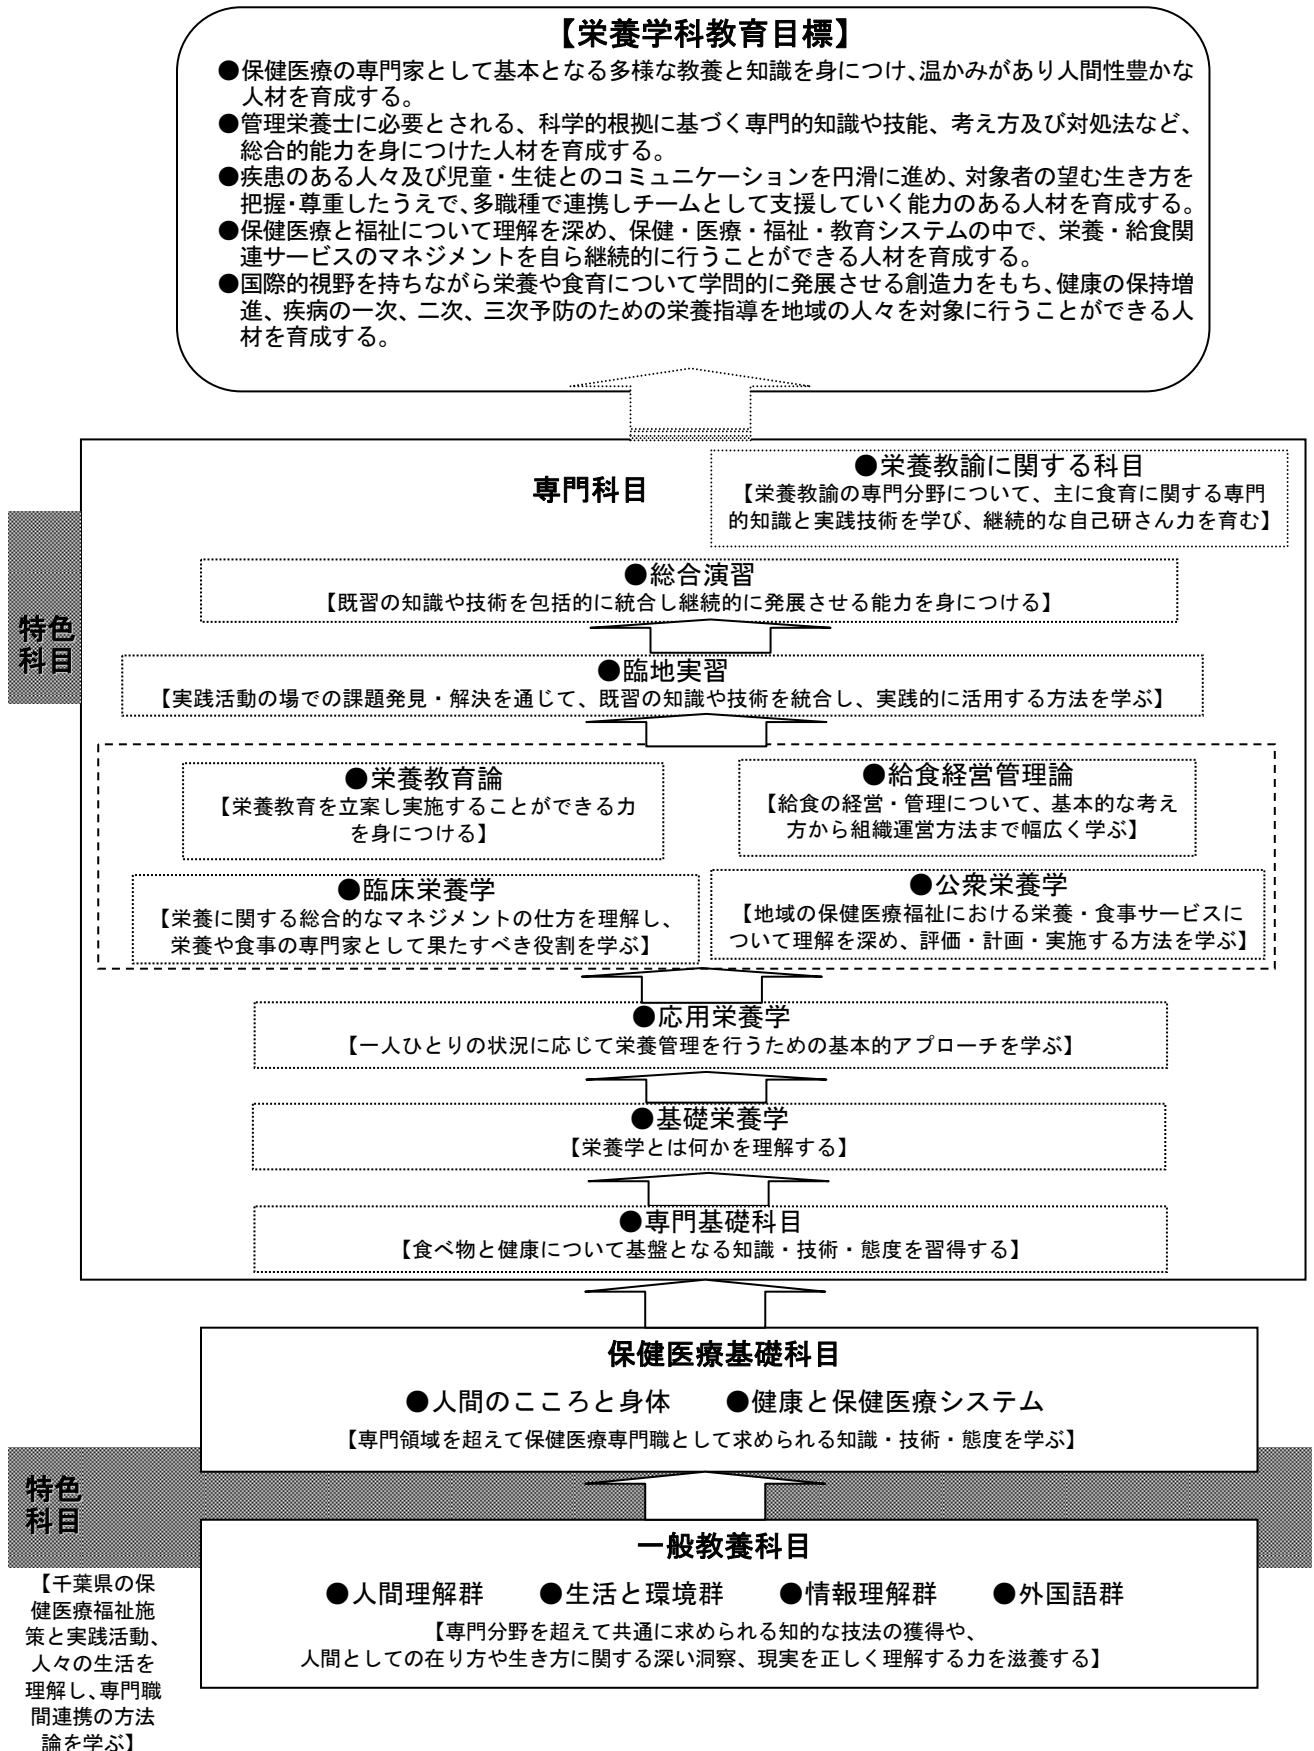 【栄養学科教育目標】
●保健医療の専門家として基本となる多様な教養と知識を身につけ、温かみがあり人間性豊かな
人材を育成する。
●管理栄養士に必要とされる、科学的根拠に基づく専門的知識や技能、考え方及び対処法など、
総合的能力を身につけた人材を育成する。
●疾患のある人々及び児童・生徒とのコミュニケーションを円滑に進め、対象者の望む生き方を
把握・尊重したうえで、多職種で連携しチームとして支援していく能力のある人材を育成する。
●保健医療と福祉について理解を深め、保健・医療・福祉・教育システムの中で、栄養・給食関
連サービスのマネジメントを自ら継続的に行うことができる人材を育成する。
●国際的視野を持ちながら栄養や食育について学問的に発展させる創造力をもち、健康の保持増
進、疾病の一次、二次、三次予防のための栄養指導を地域の人々を対象に行うことができる人
材を育成する。
専門科目
●栄養教諭に関する科目
【栄養教諭の専門分野について、主に食育に関する専門
的知識と実践技術を学び、継続的な自己研さん力を育む】
特色
科目
●総合演習
【既習の知識や技術を包括的に統合し継続的に発展させる能力を身につける】
●臨地実習
【実践活動の場での課題発見・解決を通じて、既習の知識や技術を統合し、実践的に活用する方法を学ぶ】
●栄養教育論
【栄養教育を立案し実施することができる力
を身につける】
●給食経営管理論
【給食の経営・管理について、基本的な考え
方から組織運営方法まで幅広く学ぶ】
●臨床栄養学
【栄養に関する総合的なマネジメントの仕方を理解し、
栄養や食事の専門家として果たすべき役割を学ぶ】
●公衆栄養学
【地域の保健医療福祉における栄養・食事サービスに
ついて理解を深め、評価・計画・実施する方法を学ぶ】
●応用栄養学
【一人ひとりの状況に応じて栄養管理を行うための基本的アプローチを学ぶ】
●基礎栄養学
【栄養学とは何かを理解する】
●専門基礎科目
【食べ物と健康について基盤となる知識・技術・態度を習得する】
保健医療基礎科目
●人間のこころと身体 ●健康と保健医療システム
【専門領域を超えて保健医療専門職として求められる知識・技術・態度を学ぶ】
特色
科目
【千葉県の保
健医療福祉施
策と実践活動、
人々の生活を
理解し、専門職
間連携の方法
論を学ぶ】
一般教養科目
●人間理解群 ●生活と環境群 ●情報理解群 ●外国語群
【専門分野を超えて共通に求められる知的な技法の獲得や、
人間としての在り方や生き方に関する深い洞察、現実を正しく理解する力を滋養する】